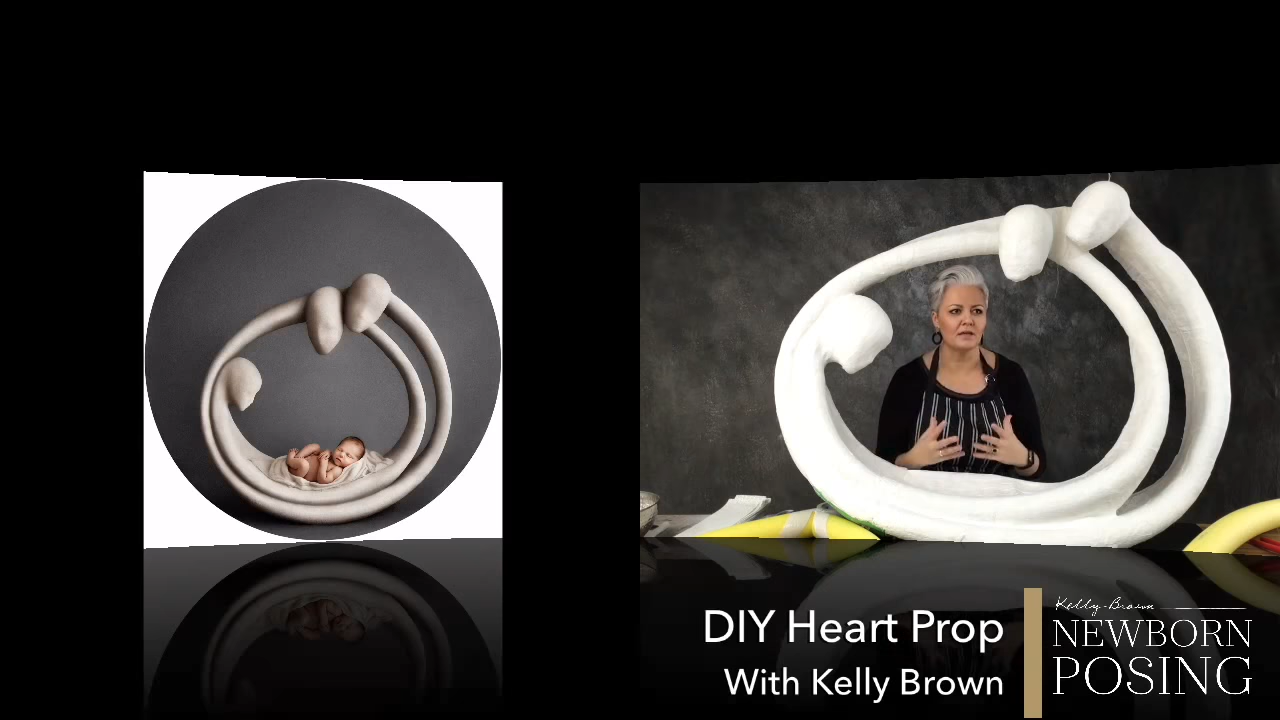 DIY Heart Prop
With Kelly Brown
Kelly Brown
NEWBORN
POSING